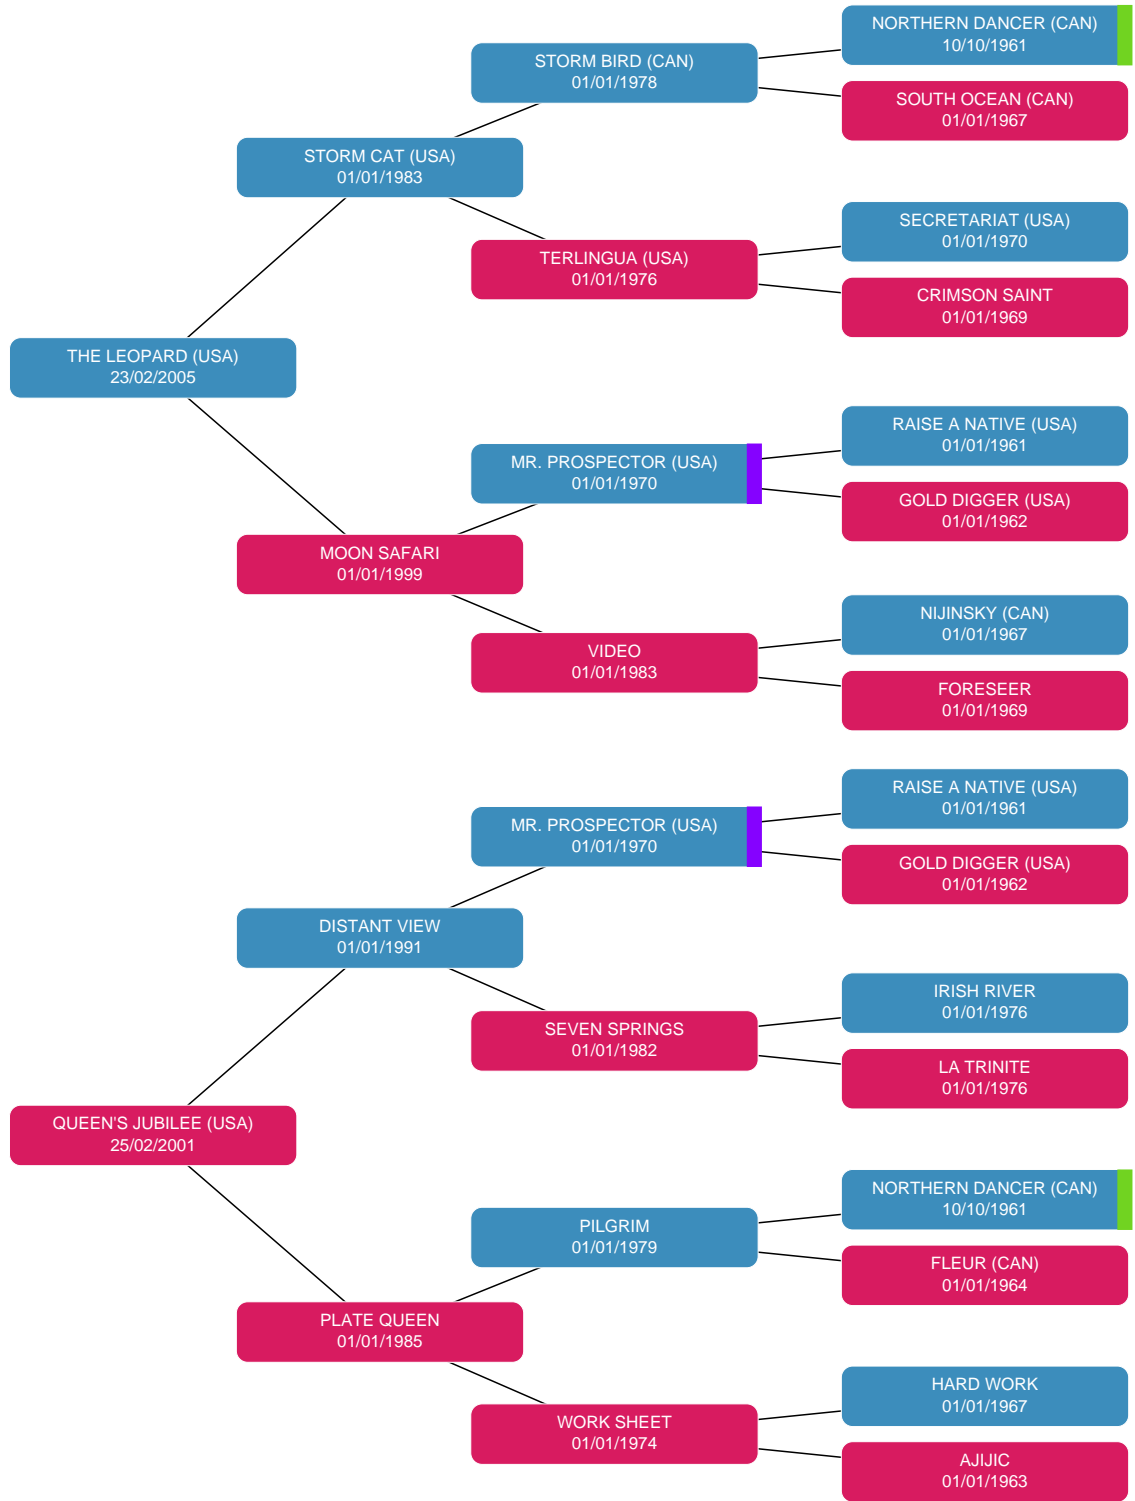 NORTHERN DANCER (CAN)
10/10/1961
STORM BIRD (CAN)
01/01/1978
SOUTH OCEAN (CAN)
01/01/1967
STORM CAT (USA)
01/01/1983
SECRETARIAT (USA)
01/01/1970
TERLINGUA (USA)
01/01/1976
CRIMSON SAINT
01/01/1969
THE LEOPARD (USA)
23/02/2005
RAISE A NATIVE (USA)
01/01/1961
MR. PROSPECTOR (USA)
01/01/1970
GOLD DIGGER (USA)
01/01/1962
MOON SAFARI
01/01/1999
NIJINSKY (CAN)
01/01/1967
VIDEO
01/01/1983
FORESEER
01/01/1969
RAISE A NATIVE (USA)
01/01/1961
MR. PROSPECTOR (USA)
01/01/1970
GOLD DIGGER (USA)
01/01/1962
DISTANT VIEW
01/01/1991
IRISH RIVER
01/01/1976
SEVEN SPRINGS
01/01/1982
LA TRINITE
01/01/1976
QUEEN'S JUBILEE (USA)
25/02/2001
NORTHERN DANCER (CAN)
10/10/1961
PILGRIM
01/01/1979
FLEUR (CAN)
01/01/1964
PLATE QUEEN
01/01/1985
HARD WORK
01/01/1967
WORK SHEET
01/01/1974
AJIJIC
01/01/1963